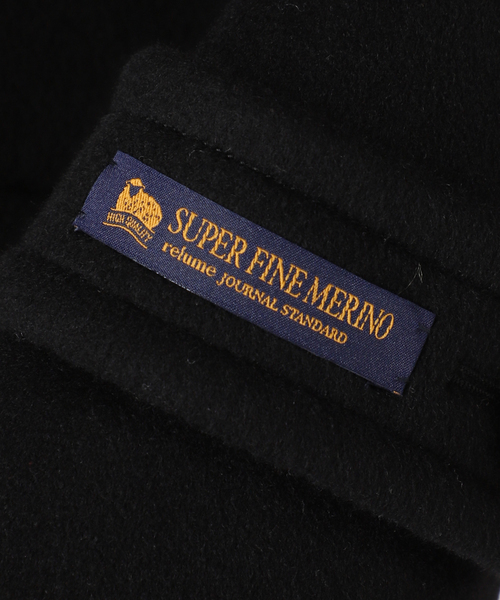 HIGH-QUALITY
SUPER FINE MERINO
relume JOURNAL STANDARD